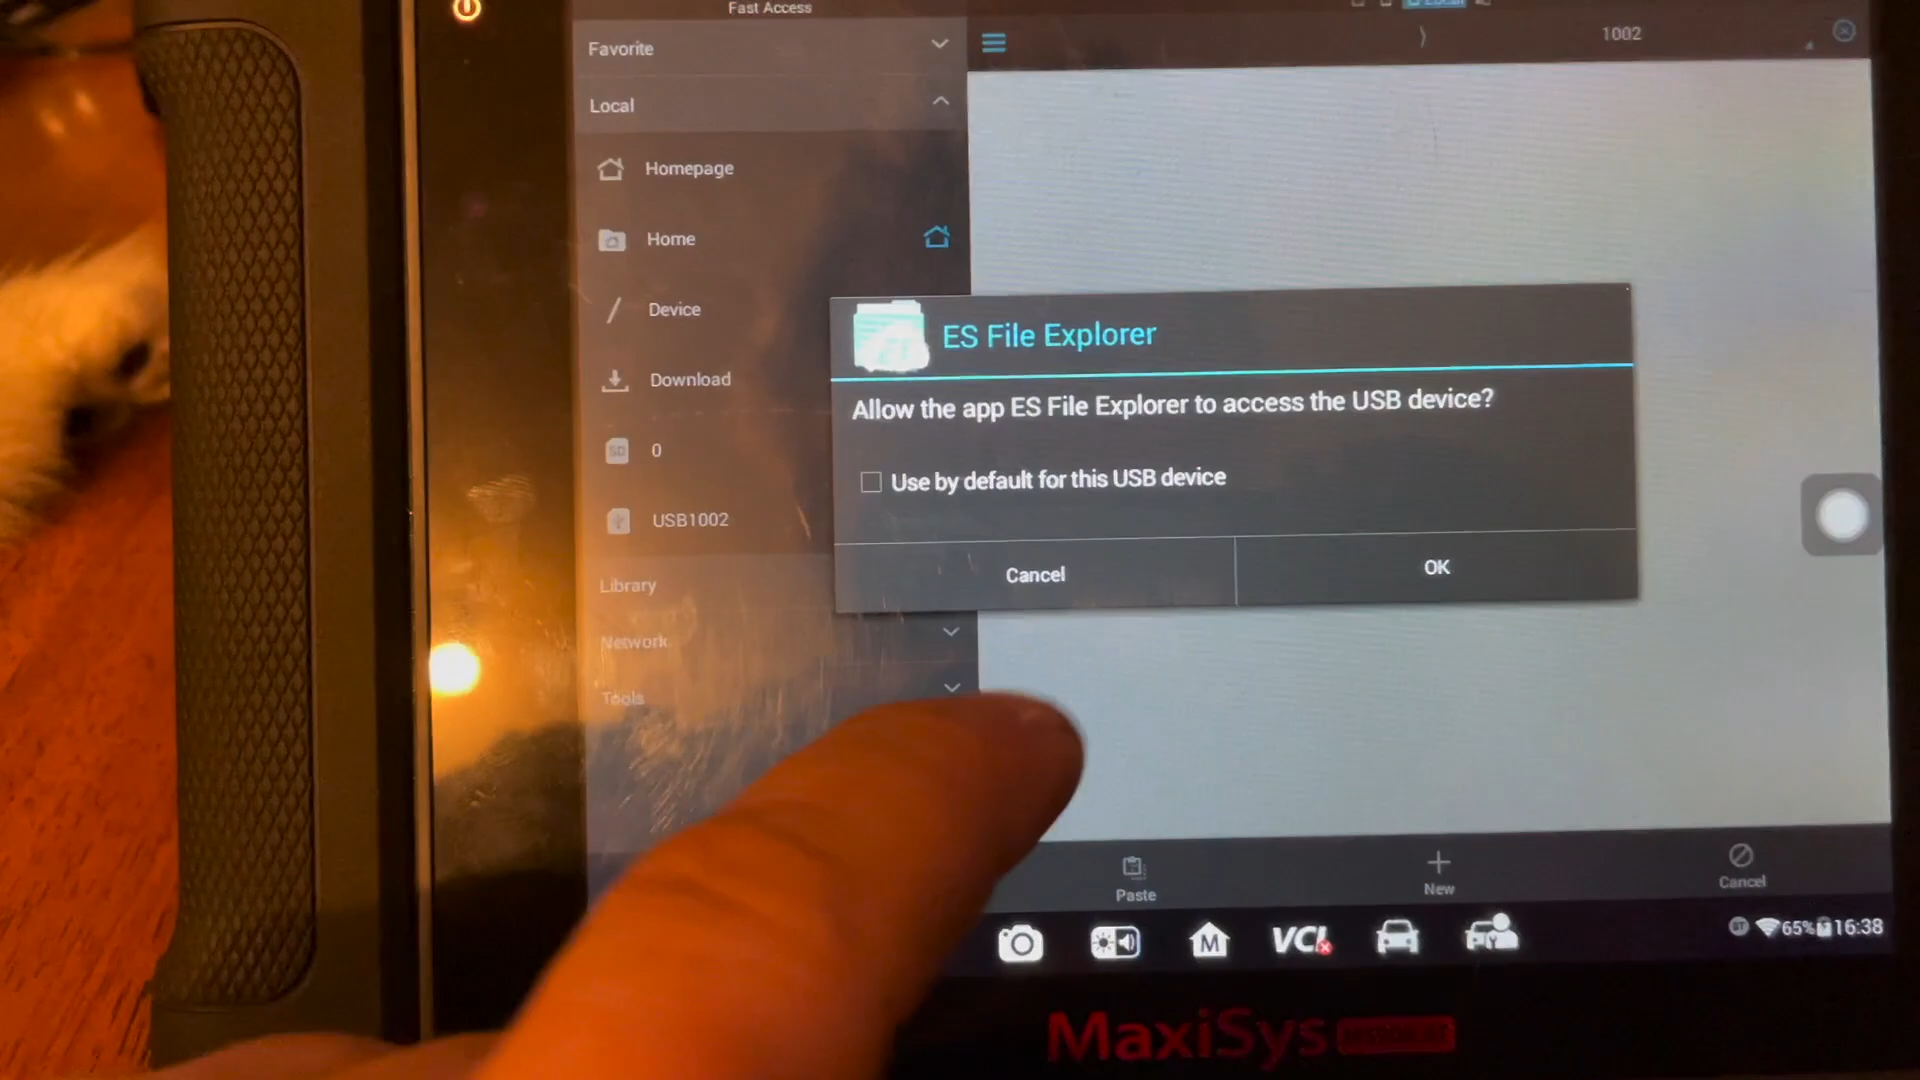 Fast Access
Favorite
Local
1002
Local
Homepage
Home
Device
Download
0
USB1002
Library
Network
Tools
ES File Explorer
Allow the app ES File Explorer to access the USB device?
Use by default for this USB device
Cancel
OK
Paste
New
Cancel
M
VCI
65%
16:38
MaxiSys